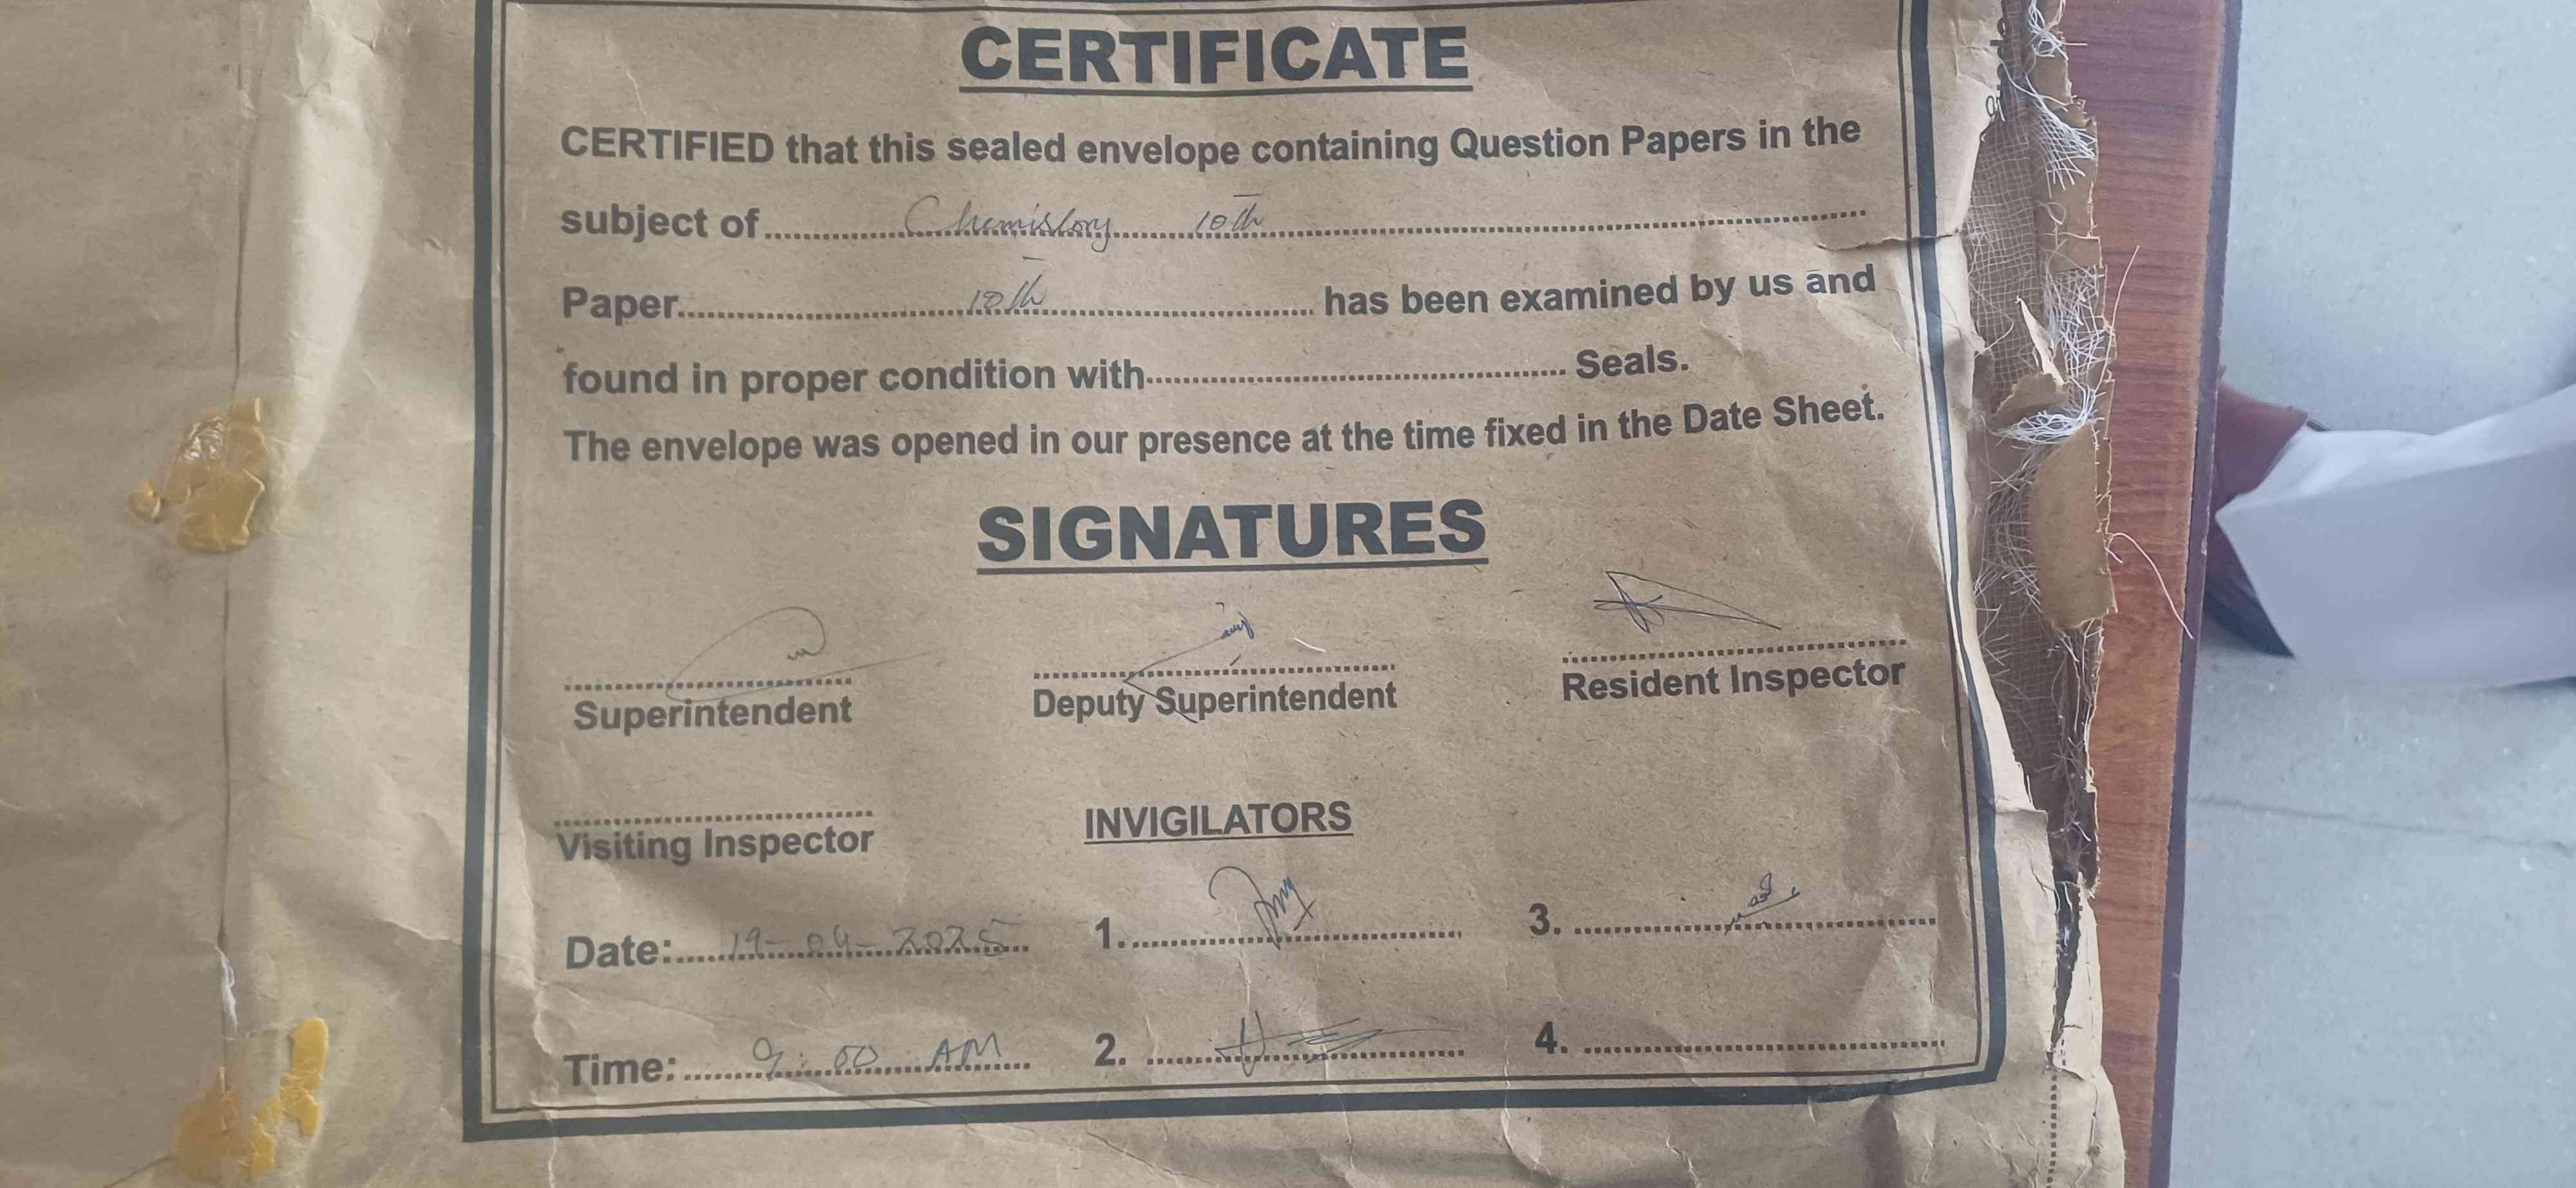 CERTIFICATE
CERTIFIED that this sealed envelope containing Question Papers in the
subject of........Chemistry 10th........
Paper........10th........ has been examined by us and
found in proper condition with........ Seals.
The envelope was opened in our presence at the time fixed in the Date Sheet.
SIGNATURES
Superintendent Deputy Superintendent Resident Inspector
Visiting Inspector INVIGILATORS
Date: 19-04-2025 1. 3.
Time: 9:00 AM 2. 4.